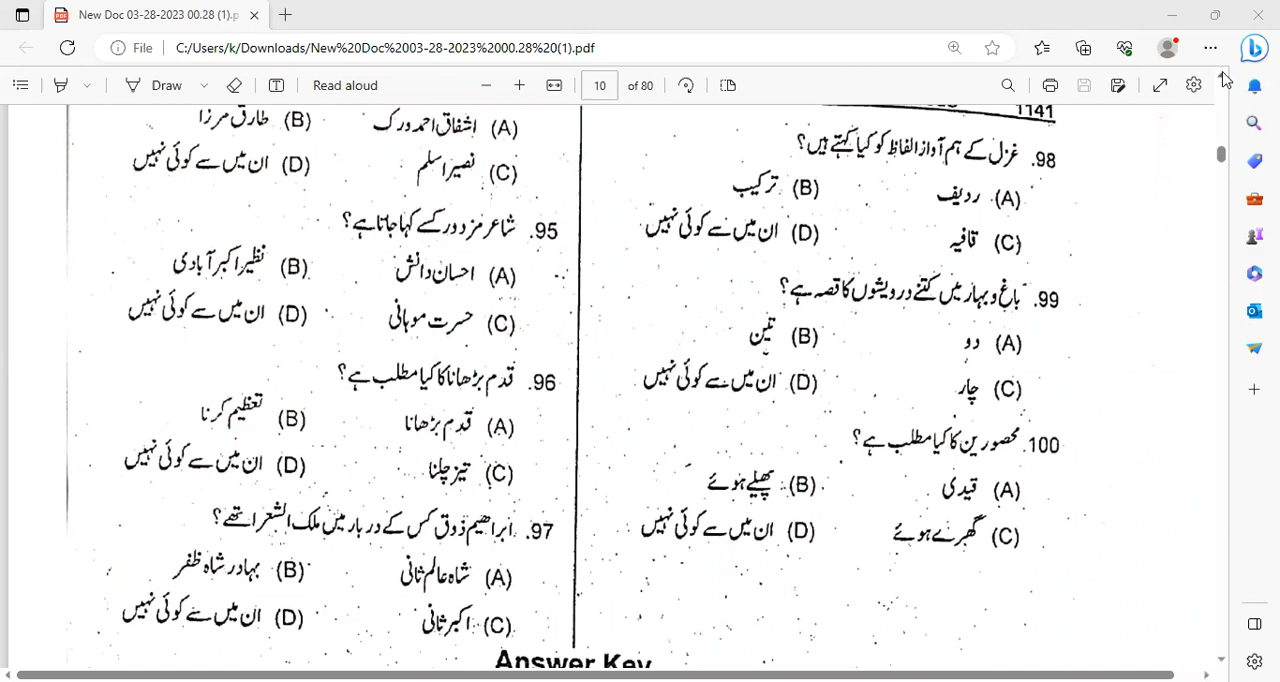 New Doc 03-28-2023 00.28 (1).p
File
C:/Users/k/Downloads/New%20Doc%2003-28-2023%2000.28%20(1).pdf
Draw
Read aloud
10 of 80
(A) اشفاق احمد ورک (B) طارق مرزا
(C) نصیر اسلم (D) ان میں سے کوئی نہیں
.95 شاعر مزدور کسے کہا جاتا ہے؟
(A) احسان دانش (B) نظیر اکبر آبادی
(C) حسرت موہانی (D) ان میں سے کوئی نہیں
.96 قدم بڑھانا کا کیا مطلب ہے؟
(A) قدم بڑھانا (B) تعظیم کرنا
(C) تیز چلنا (D) ان میں سے کوئی نہیں
.97 ابراھیم ذوق کس کے دربار میں ملک الشعرا تھے؟
(A) شاہ عالم ثانی (B) بہادر شاہ ظفر
(C) اکبر ثانی (D) ان میں سے کوئی نہیں
1141
.98 غزل کے ہم آواز الفاظ کو کیا کہتے ہیں؟
(A) ردیف (B) ترکیب
(C) قافیہ (D) ان میں سے کوئی نہیں
.99 باغ و بہار میں کتنے درویشوں کا قصہ ہے؟
(A) دو (B) تین
(C) چار (D) ان میں سے کوئی نہیں
.100 محصورین کا کیا مطلب ہے؟
(A) قیدی (B) پھیلے ہوئے
(C) گھبرے ہوئے (D) ان میں سے کوئی نہیں
Answer Key